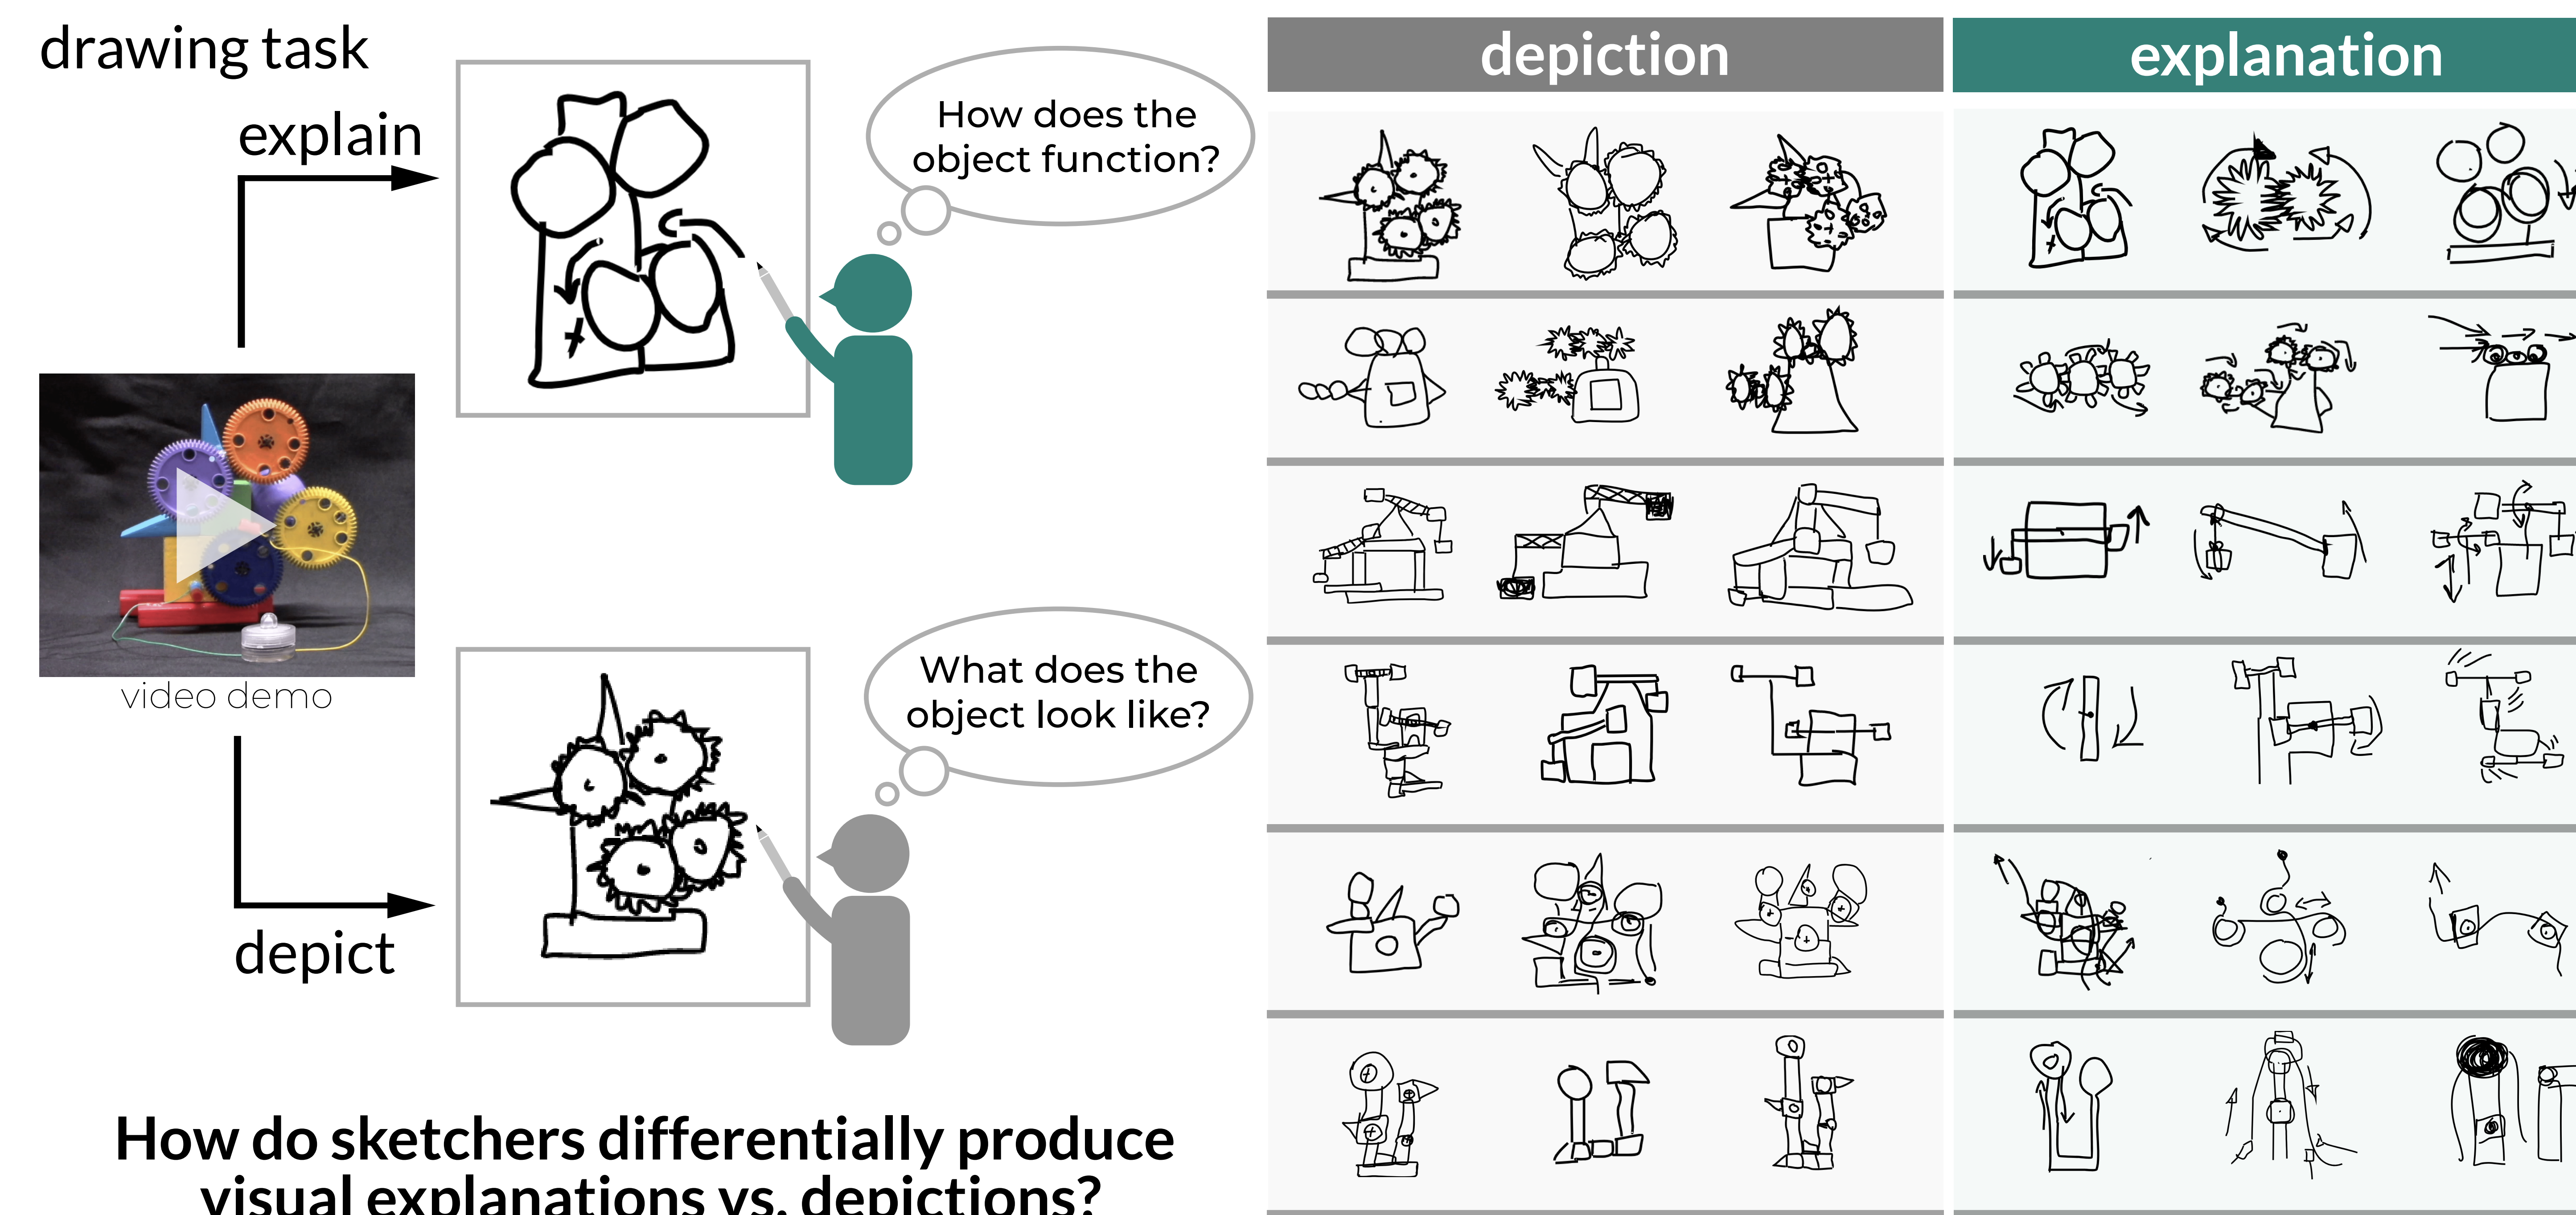 drawing task
explain
How does the
object function?
video demo
What does the
object look like?
depict
How do sketchers differentially produce
visual explanations vs. depictions?
depiction
explanation